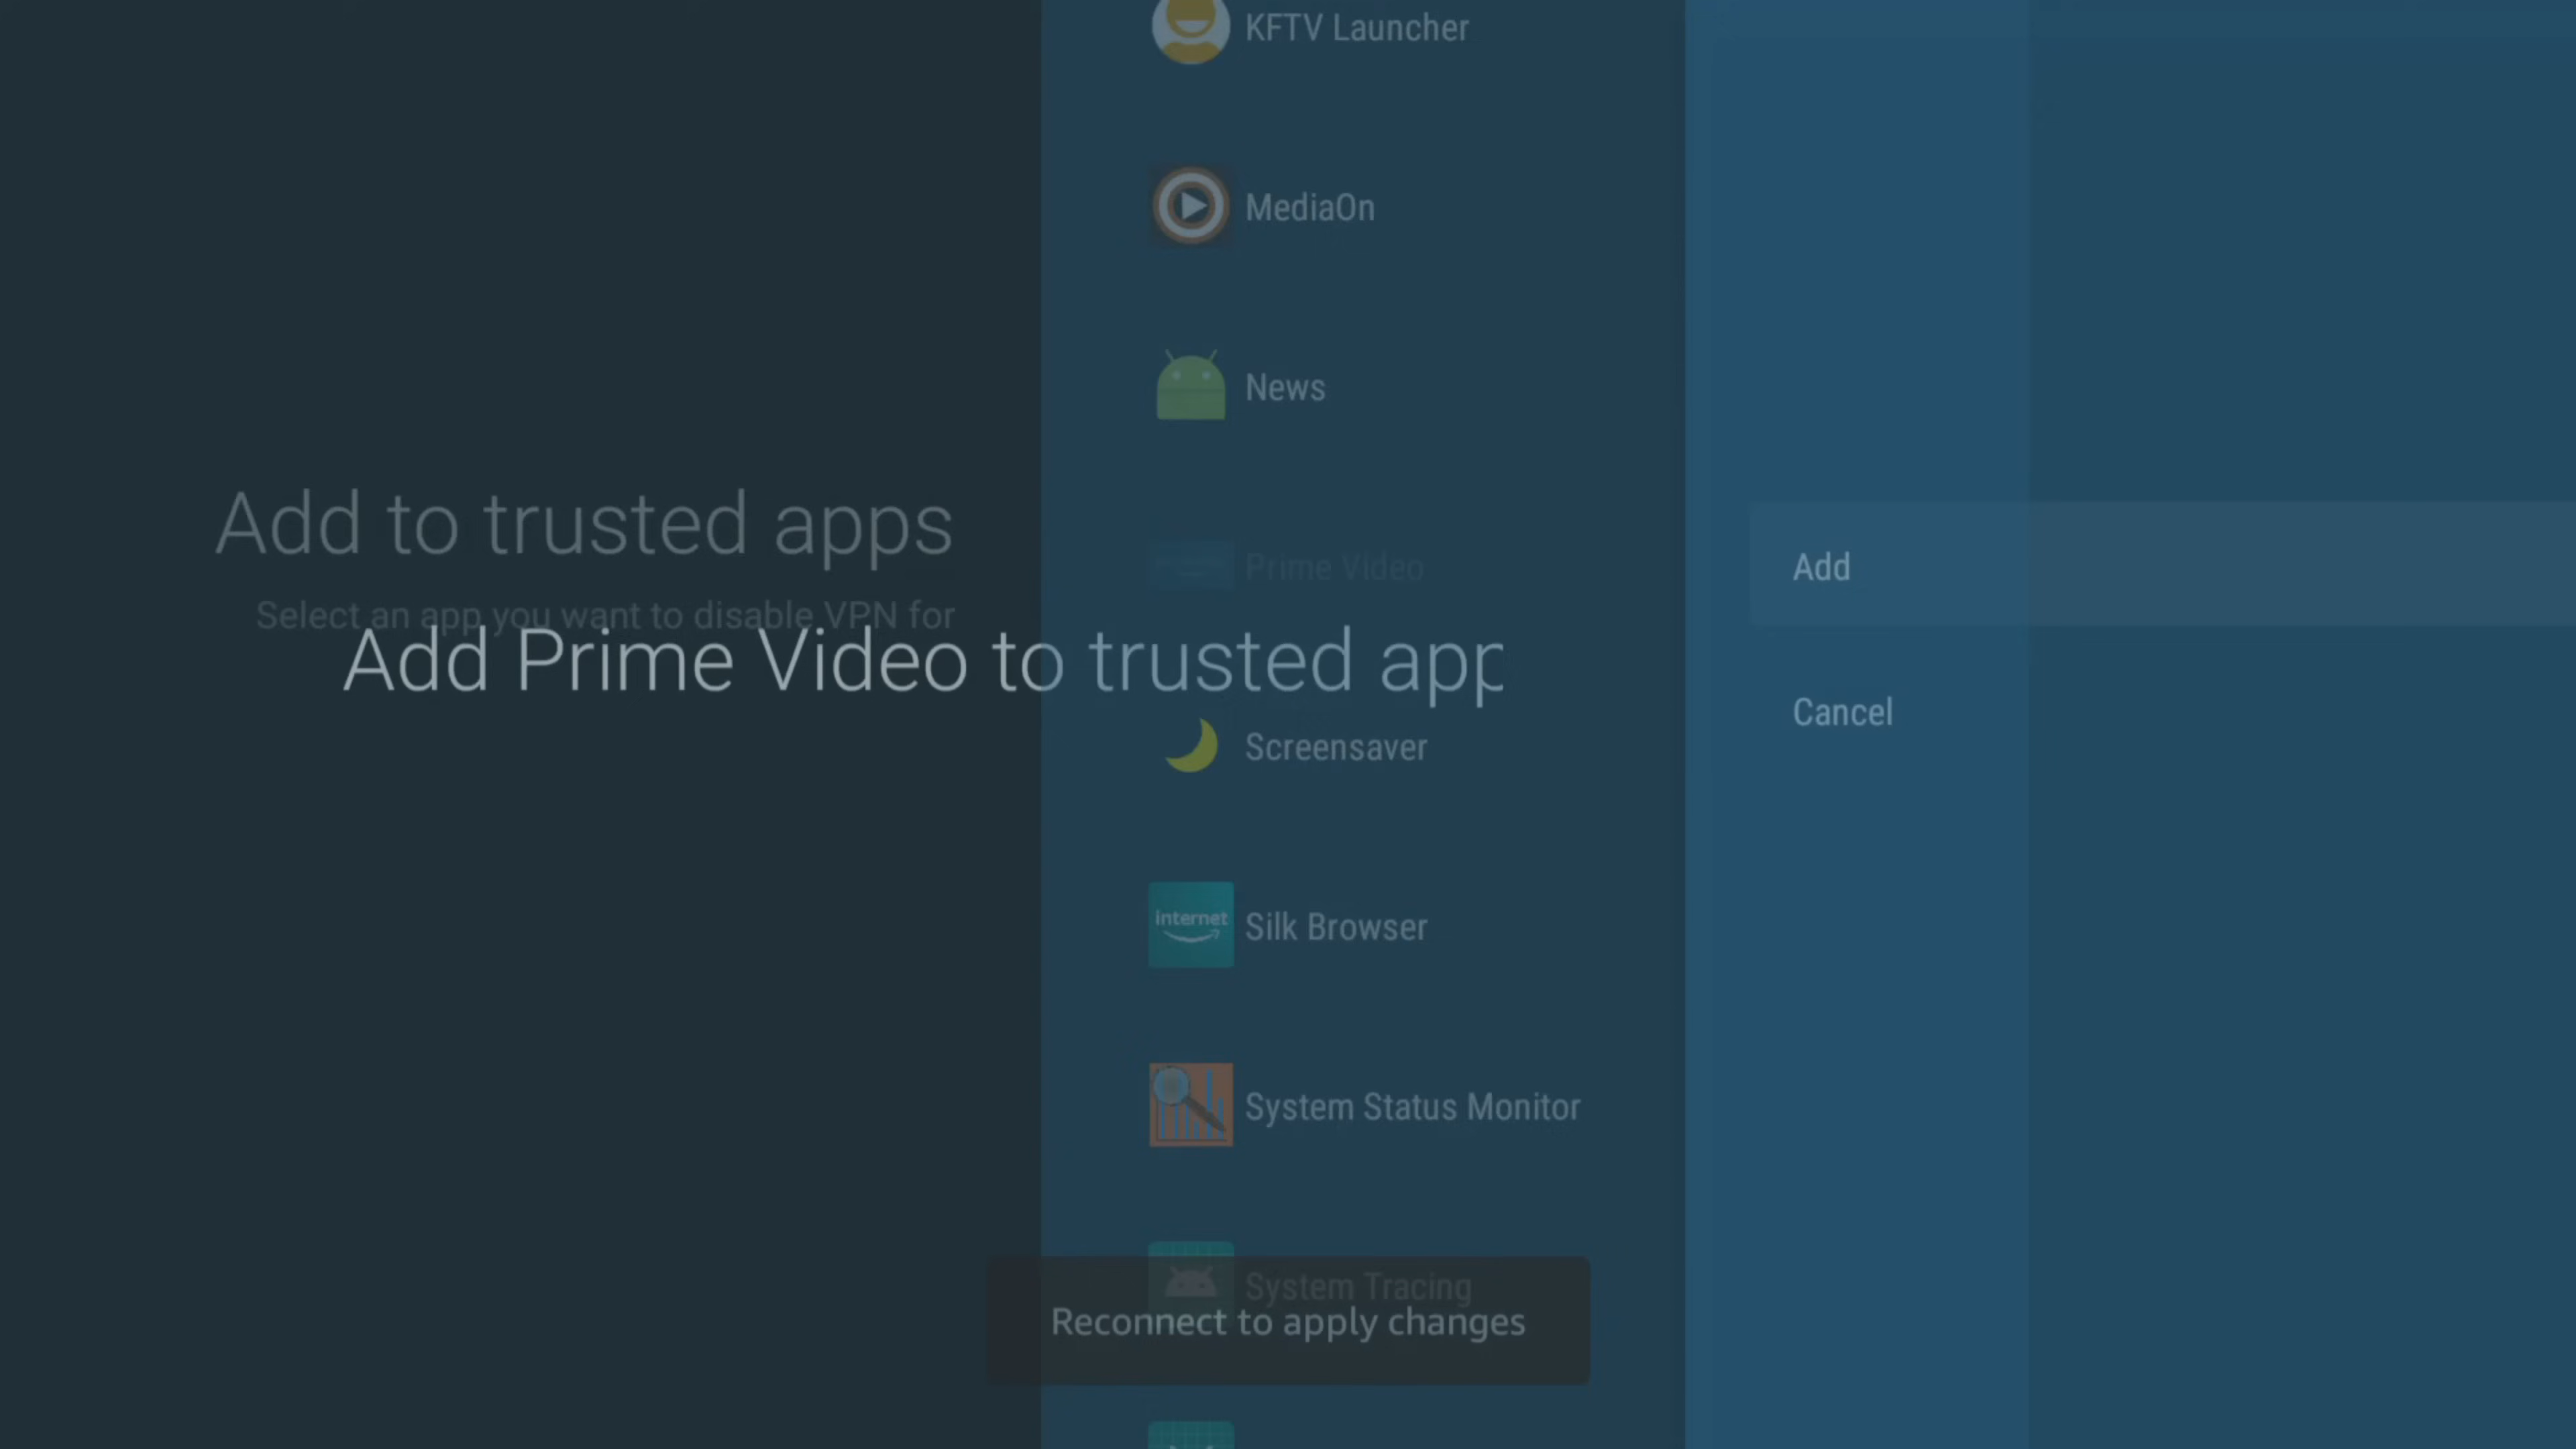 KFTV Launcher
MediaOn
News
Add to trusted apps
Select an app you want to disable VPN for
Prime Video
Add
Add Prime Video to trusted app
Cancel
Screensaver
internet
Silk Browser
System Status Monitor
System Tracing
Reconnect to apply changes